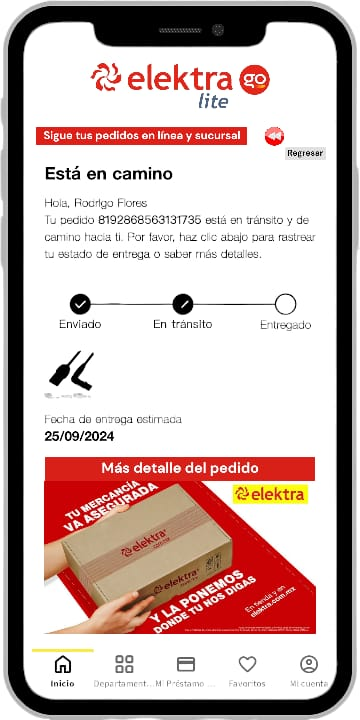 elektra go
lite
Sigue tus pedidos en línea y sucursal
Regresar
Está en camino
Hola, Rodrigo Flores
Tu pedido 8192868563131735 está en tránsito y de
camino hacia ti. Por favor, haz clic abajo para rastrear
tu estado de entrega o saber más detalles.
Enviado
En tránsito
Entregado
Fecha de entrega estimada
25/09/2024
Más detalle del pedido
TU MERCANCÍA
VA ASEGURADA
elektra
elektra
elektra
Y LA PONEMOS
DONDE TU NOS DIGAS
En tienda y en
elektra.com.mx
Inicio
Departament...
Mi Préstamo ...
Favoritos
Mi cuenta